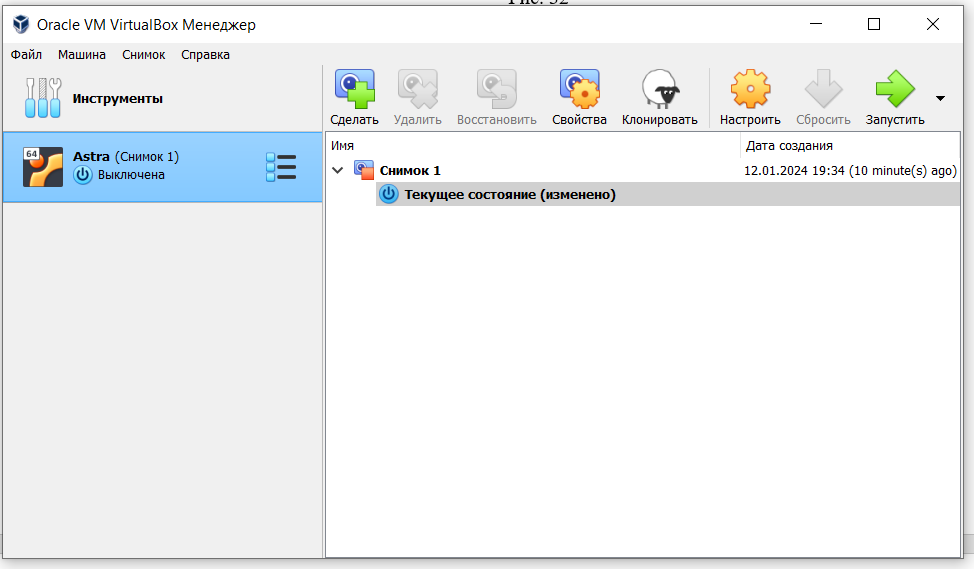 Рис. 32
Oracle VM VirtualBox Менеджер
Файл Машина Снимок Справка
Инструменты
Сделать Удалить Восстановить Свойства Клонировать Настроить Сбросить Запустить
64
Astra (Снимок 1)
Выключена
Имя Дата создания
Снимок 1 12.01.2024 19:34 (10 minute(s) ago)
Текущее состояние (изменено)